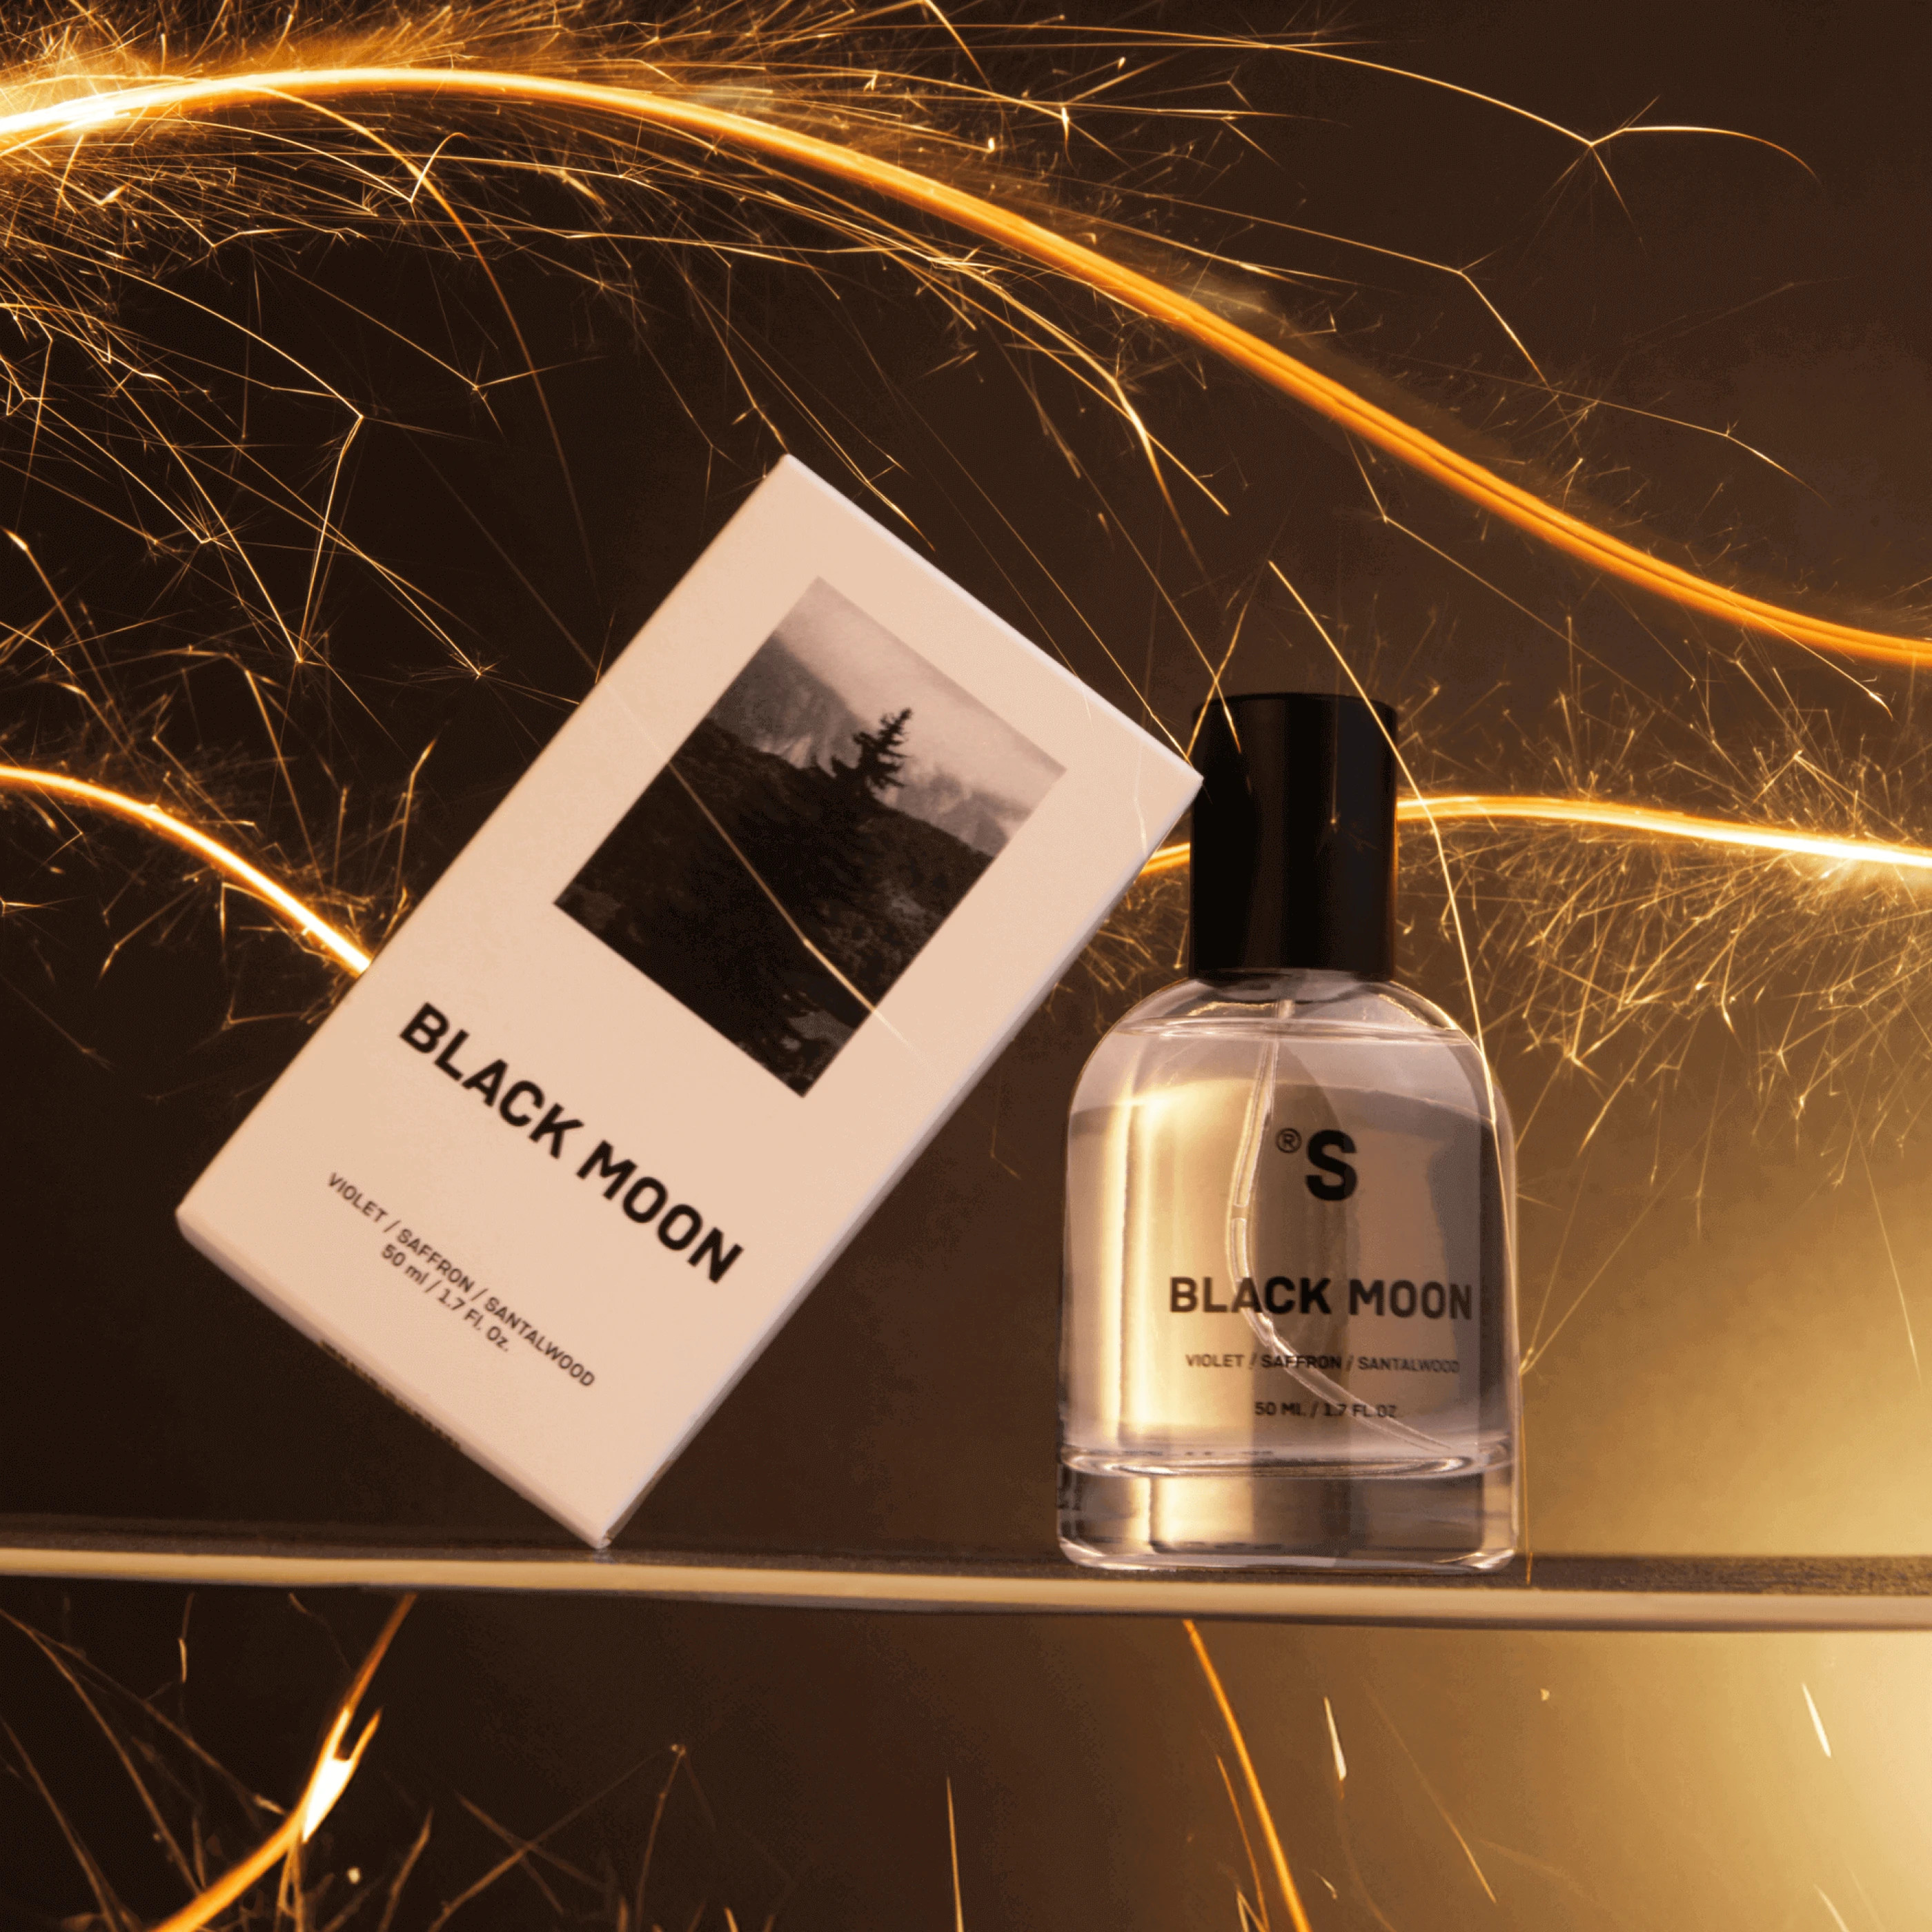 BLACK MOON
VIOLET / SAFFRON / SANTALWOOD
50 ml / 1.7 Fl. Oz.
®S
BLACK MOON
VIOLET / SAFFRON / SANTALWOOD
50 ML / 1.7 FL OZ